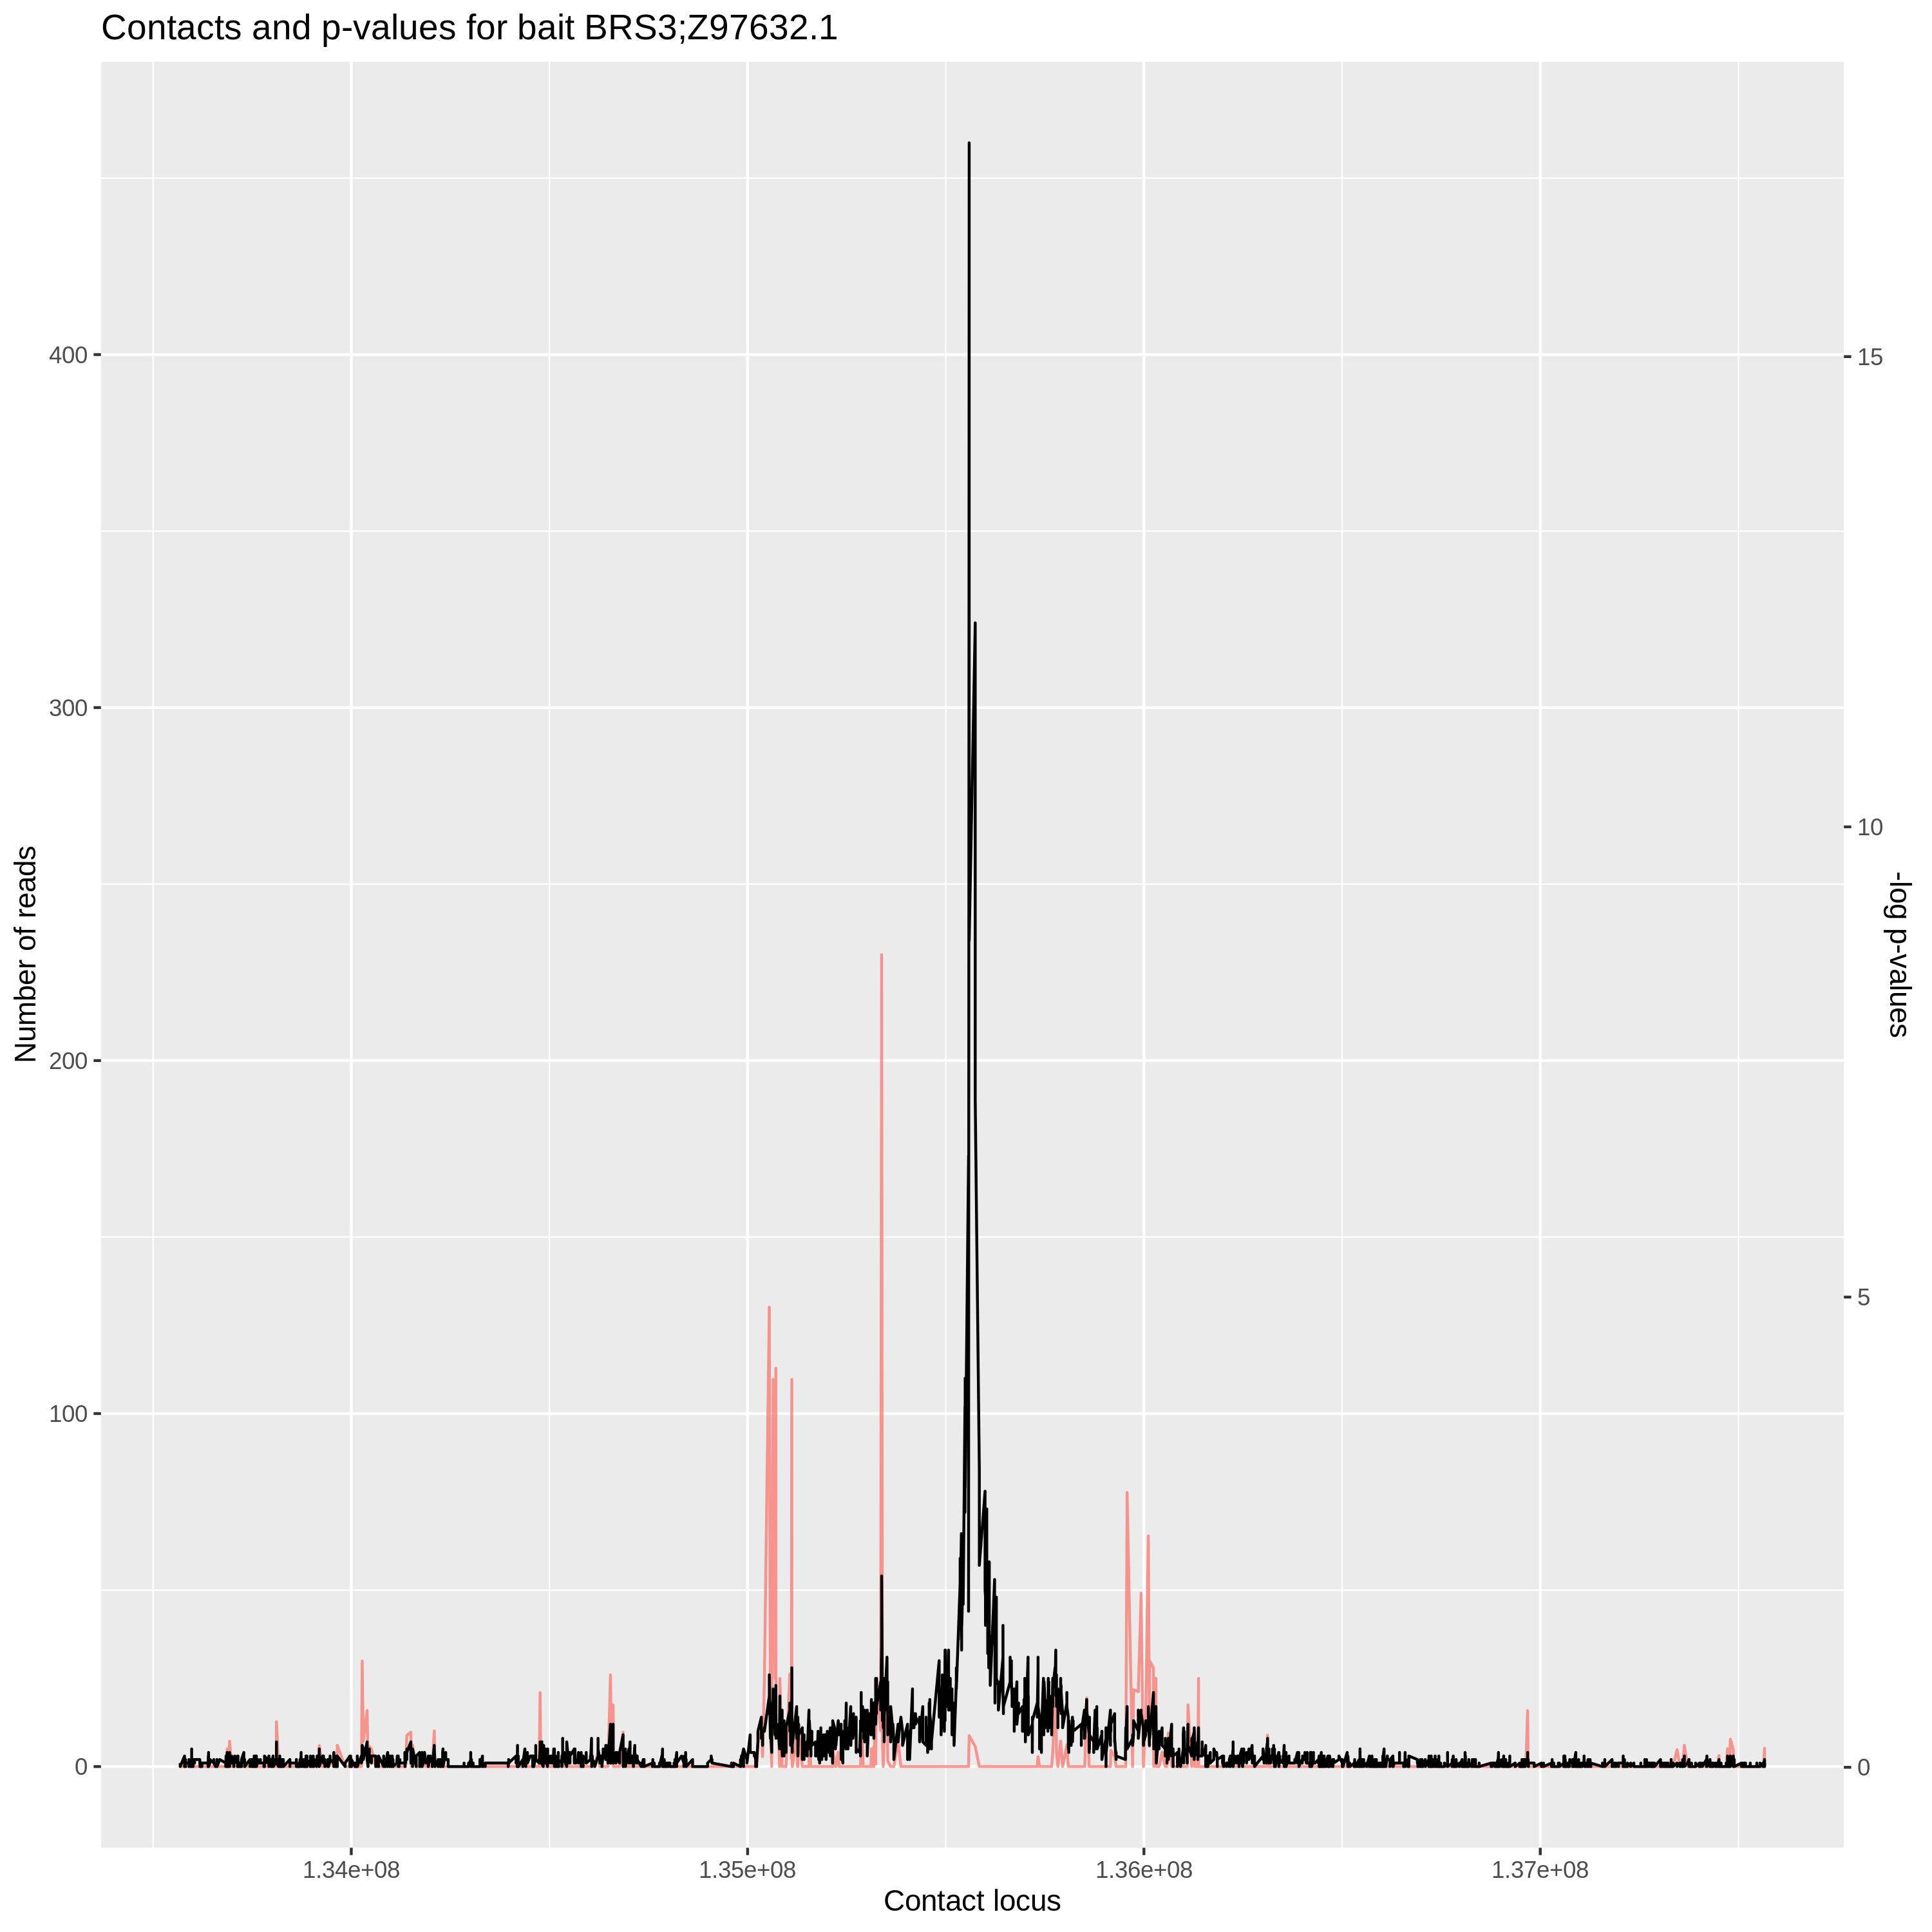 Contacts and p-values for bait BRS3;Z97632.1
Number of reads
400
300
200
100
0
15
10
5
0
-log p-values
1.34e+08 1.35e+08 1.36e+08 1.37e+08
Contact locus